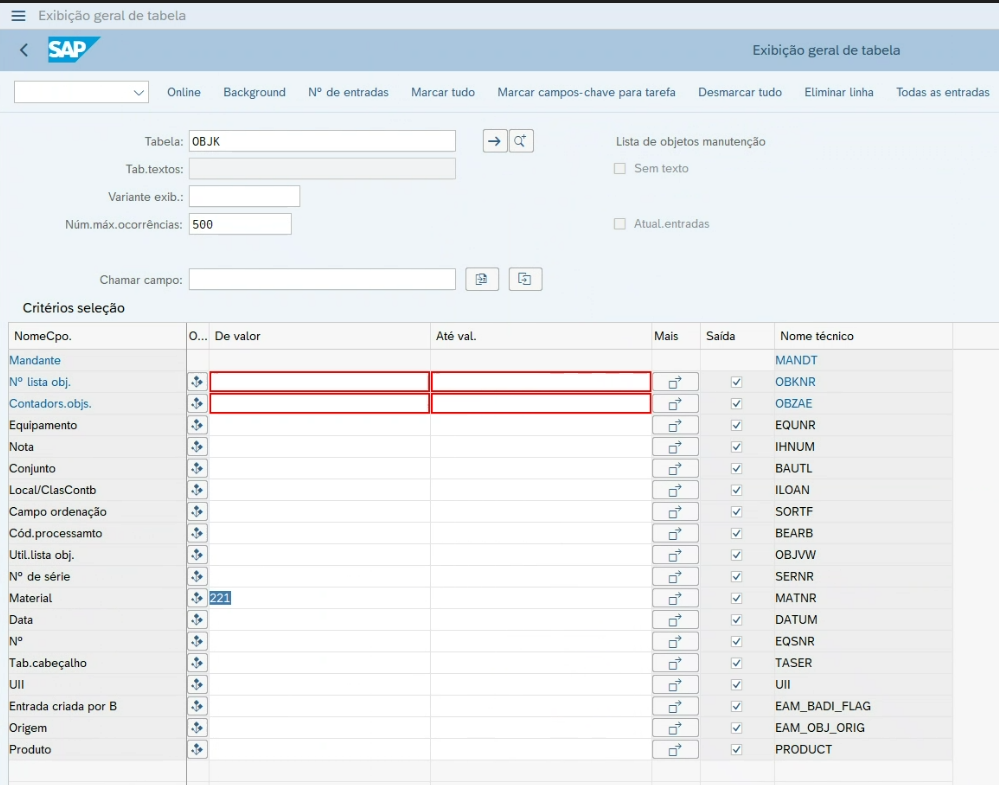 Exibição geral de tabela
SAP Exibição geral de tabela
Online Background Nº de entradas Marcar tudo Marcar campos-chave para tarefa Desmarcar tudo Eliminar linha Todas as entradas
Tabela: OBJK Lista de objetos manutenção
Tab.textos: Sem texto
Variante exib.:
Núm.máx.ocorrências: 500 Atual.entradas
Chamar campo:
Critérios seleção
NomeCpo. O... De valor Até val. Mais Saída Nome técnico
Mandante MANDT
Nº lista obj. OBKNR
Contadors.objs. OBZAE
Equipamento EQUNR
Nota IHNUM
Conjunto BAUTL
Local/ClasContb ILOAN
Campo ordenação SORTF
Cód.processamto BEARB
Util.lista obj. OBJVW
Nº de série SERNR
Material 221 MATNR
Data DATUM
Nº EQSNR
Tab.cabeçalho TASER
UII UII
Entrada criada por B EAM_BADI_FLAG
Origem EAM_OBJ_ORIG
Produto PRODUCT